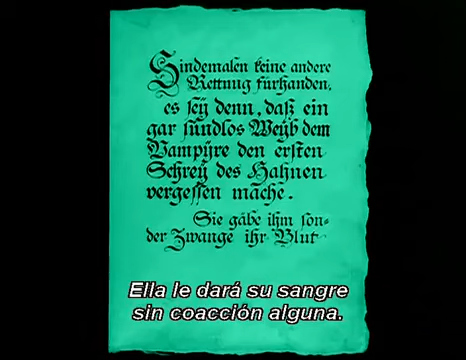 Sindemalen keine andere
Rettung fürhanden,
es sey denn, daß ein
gar sündlos Weyb dem
Vampyre den ersten
Schrey des Hahnen
vergessen mache.
Sie gäbe ihm son-
der Zwange ihr Blut
Ella le dará su sangre
sin coacción alguna.